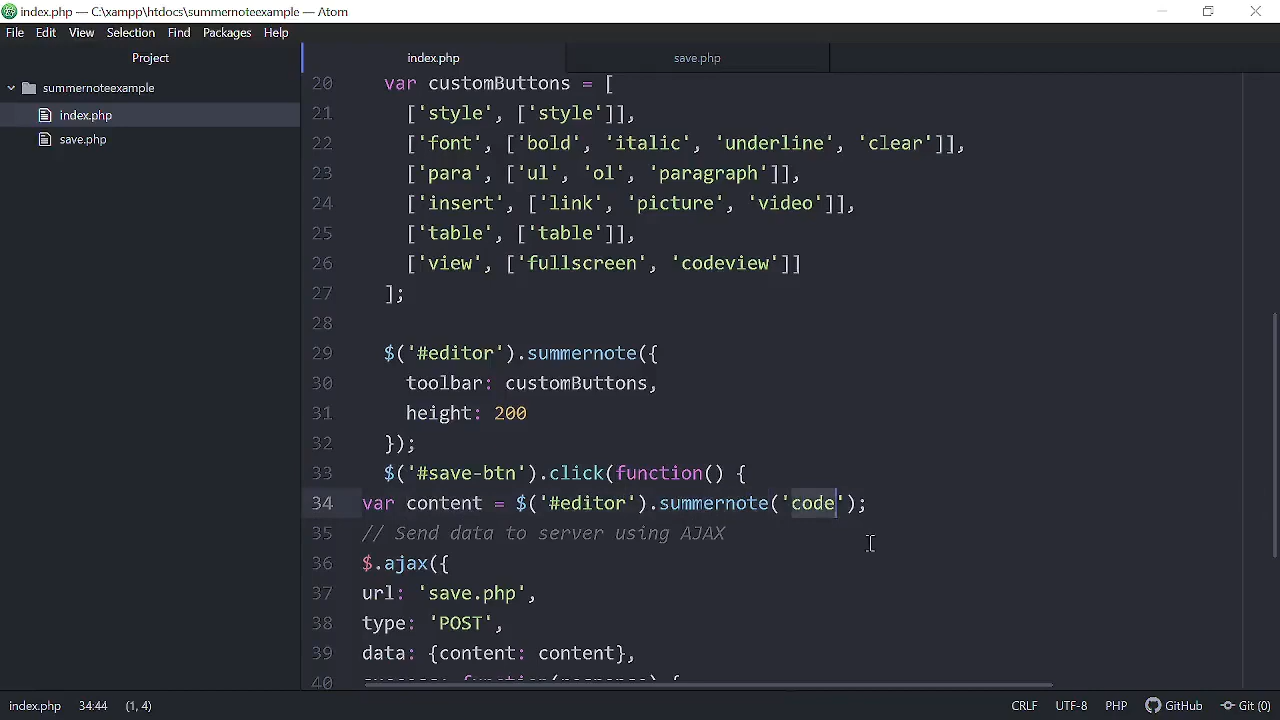 index.php — C:\xampp\htdocs\summernoteexample — Atom
File Edit View Selection Find Packages Help
Project
summernoteexample
index.php
save.php
index.php save.php
20 var customButtons = [
21 ['style', ['style']],
22 ['font', ['bold', 'italic', 'underline', 'clear']],
23 ['para', ['ul', 'ol', 'paragraph']],
24 ['insert', ['link', 'picture', 'video']],
25 ['table', ['table']],
26 ['view', ['fullscreen', 'codeview']]
27 ];
28
29 $('#editor').summernote({
30 toolbar: customButtons,
31 height: 200
32 });
33 $('#save-btn').click(function() {
34 var content = $('#editor').summernote('code');
35 // Send data to server using AJAX
36 $.ajax({
37 url: 'save.php',
38 type: 'POST',
39 data: {content: content},
40 success: function(response) {
index.php 34:44 (1, 4) CRLF UTF-8 PHP GitHub Git (0)